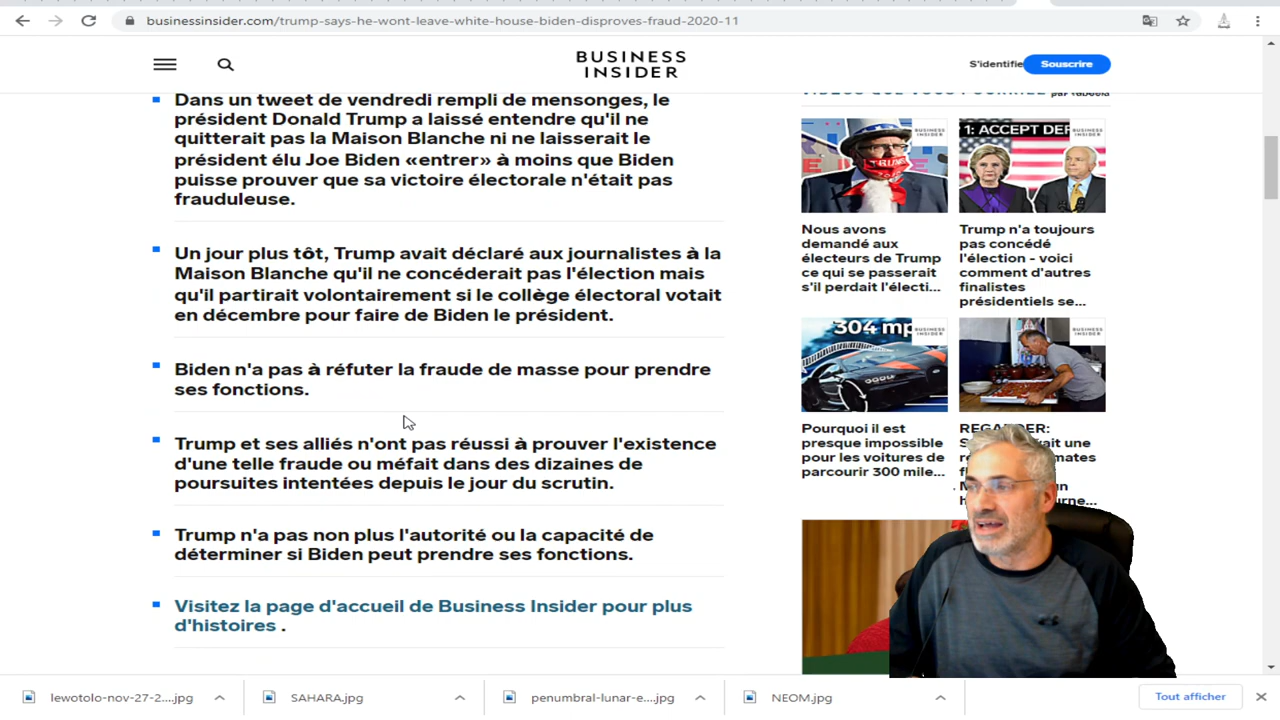 businessinsider.com/trump-says-he-wont-leave-white-house-biden-disproves-fraud-2020-11
BUSINESS
INSIDER
S'identifie
Souscrire
Dans un tweet de vendredi rempli de mensonges, le
président Donald Trump a laissé entendre qu'il ne
quitterait pas la Maison Blanche ni ne laisserait le
président élu Joe Biden «entrer» à moins que Biden
puisse prouver que sa victoire électorale n'était pas
frauduleuse.
Un jour plus tôt, Trump avait déclaré aux journalistes à la
Maison Blanche qu'il ne concéderait pas l'élection mais
qu'il partirait volontairement si le collège électoral votait
en décembre pour faire de Biden le président.
Biden n'a pas à réfuter la fraude de masse pour prendre
ses fonctions.
Trump et ses alliés n'ont pas réussi à prouver l'existence
d'une telle fraude ou méfait dans des dizaines de
poursuites intentées depuis le jour du scrutin.
Trump n'a pas non plus l'autorité ou la capacité de
déterminer si Biden peut prendre ses fonctions.
Visitez la page d'accueil de Business Insider pour plus
d'histoires .
par Taboola
BUSINESS
INSIDER
TRUMP
1: ACCEPT DEF
BUSINESS
INSIDER
Nous avons
demandé aux
électeurs de Trump
ce qui se passerait
s'il perdait l'électi...
Trump n'a toujours
pas concédé
l'élection - voici
comment d'autres
finalistes
présidentiels se...
304 mp
BUSINESS
INSIDER
BUSINESS
INSIDER
Pourquoi il est
presque impossible
pour les voitures de
parcourir 300 mile...
une
lewotolo-nov-27-2....jpg
SAHARA.jpg
penumbral-lunar-e....jpg
NEOM.jpg
Tout afficher